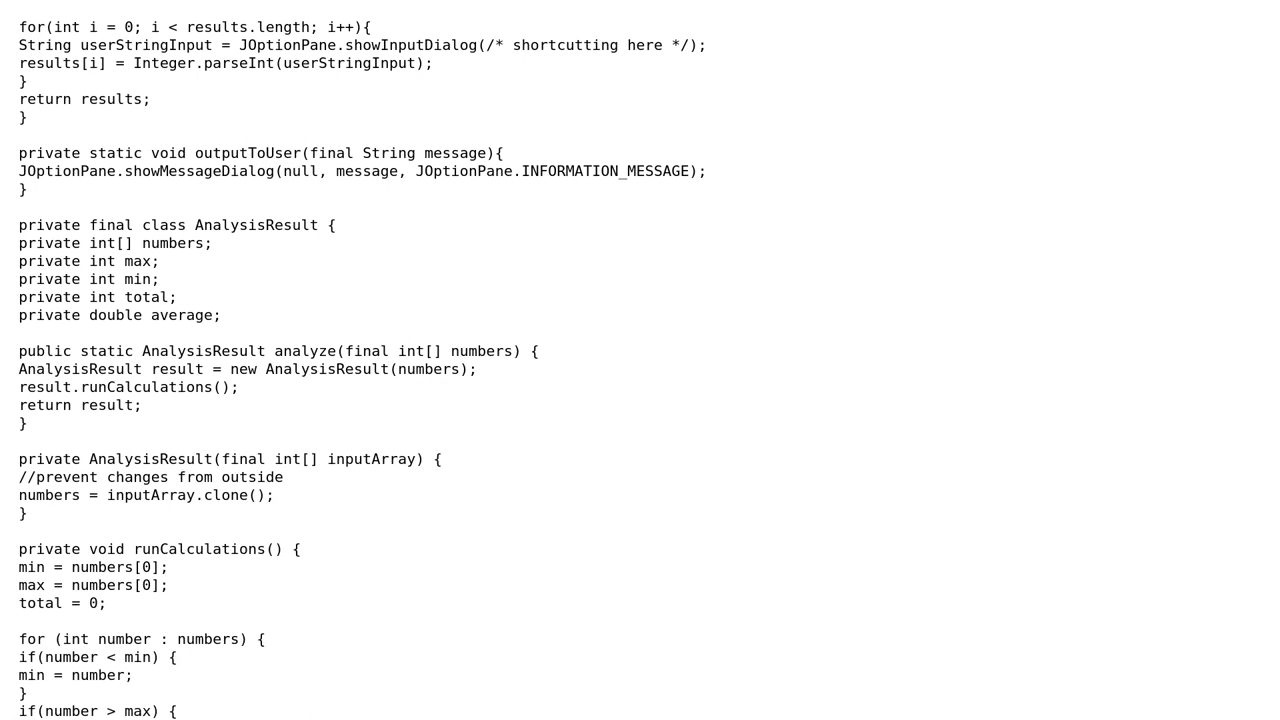 for(int i = 0; i < results.length; i++){
String userStringInput = JOptionPane.showInputDialog(/* shortcutting here */);
results[i] = Integer.parseInt(userStringInput);
}
return results;
}

private static void outputToUser(final String message){
JOptionPane.showMessageDialog(null, message, JOptionPane.INFORMATION_MESSAGE);
}

private final class AnalysisResult {
private int[] numbers;
private int max;
private int min;
private int total;
private double average;

public static AnalysisResult analyze(final int[] numbers) {
AnalysisResult result = new AnalysisResult(numbers);
result.runCalculations();
return result;
}

private AnalysisResult(final int[] inputArray) {
//prevent changes from outside
numbers = inputArray.clone();
}

private void runCalculations() {
min = numbers[0];
max = numbers[0];
total = 0;

for (int number : numbers) {
if(number < min) {
min = number;
}
if(number > max) {